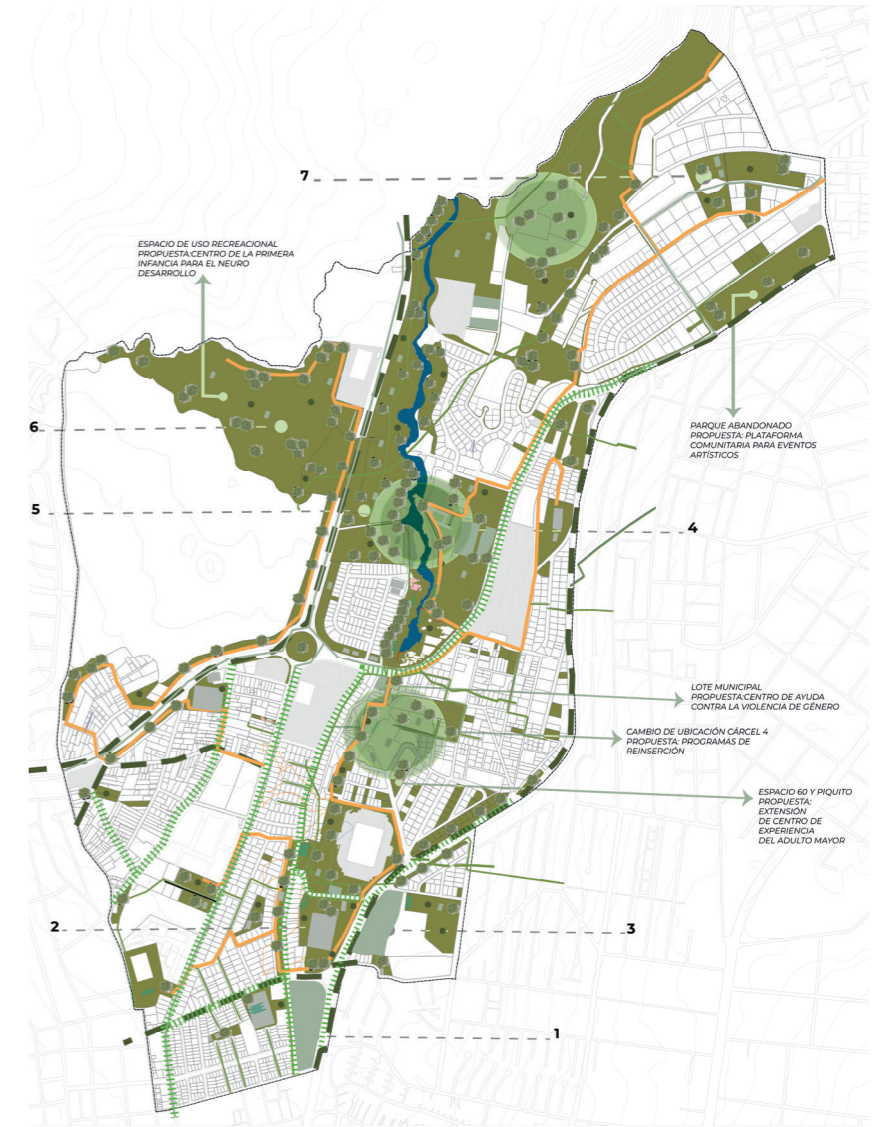 7
ESPACIO DE USO RECREACIONAL
PROPUESTA:CENTRO DE LA PRIMERA
INFANCIA PARA EL NEURO
DESARROLLO
6
PARQUE ABANDONADO
PROPUESTA: PLATAFORMA
COMUNITARIA PARA EVENTOS
ARTÍSTICOS
5
4
LOTE MUNICIPAL
PROPUESTA:CENTRO DE AYUDA
CONTRA LA VIOLENCIA DE GÉNERO
CAMBIO DE UBICACIÓN CÁRCEL 4
PROPUESTA: PROGRAMAS DE
REINSERCIÓN
ESPACIO 60 Y PIQUITO
PROPUESTA:
EXTENSIÓN
DE CENTRO DE
EXPERIENCIA
DEL ADULTO MAYOR
2
3
1